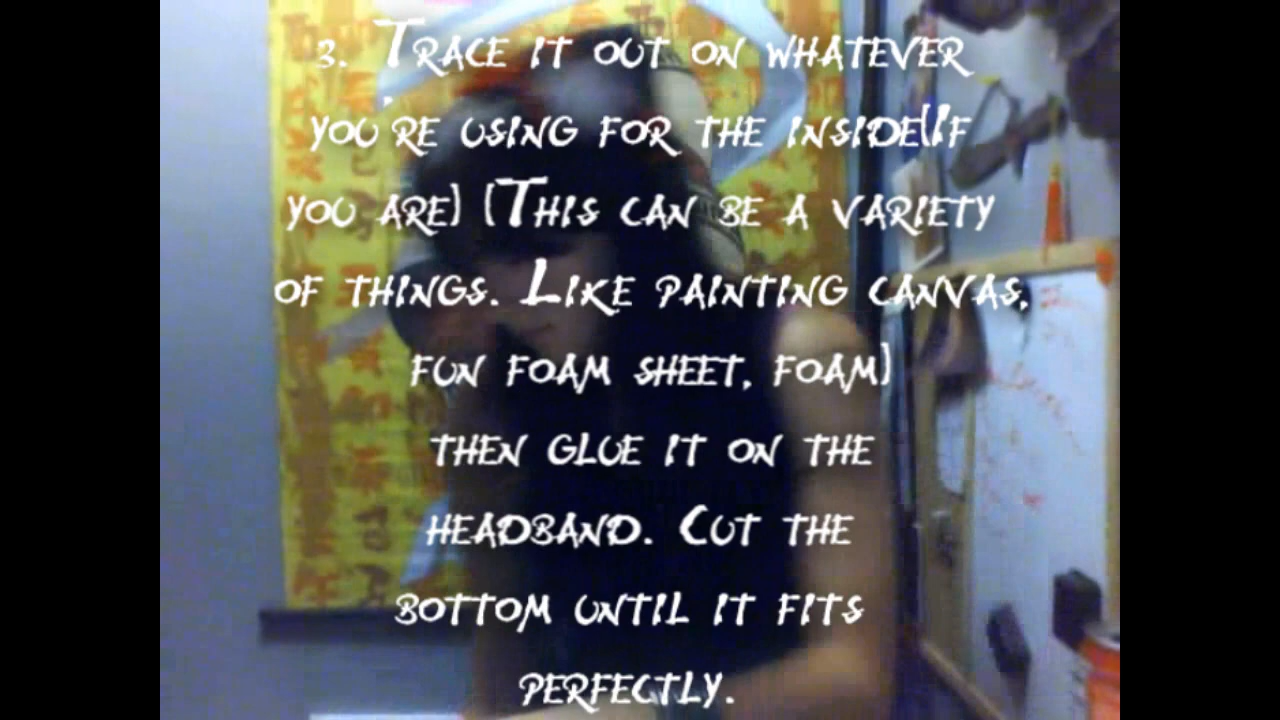 3. Trace it out on whatever
you're using for the inside(If
you are) (This can be a variety
of things. Like painting canvas,
fun foam sheet, foam)
then glue it on the
headband. Cut the
bottom until it fits
perfectly.